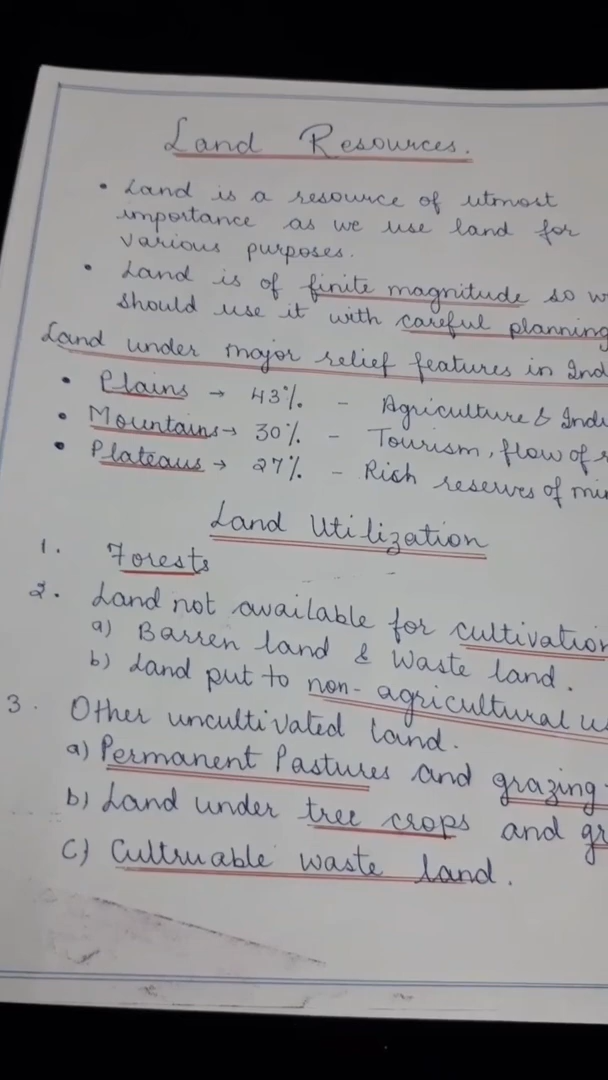 Land Resources.
• Land is a resource of utmost
importance as we use land for
various purposes.
• Land is of finite magnitude so
should use it with careful planning
Land under major relief features in Ind
• Plains → 43% - Agriculture & Indu
• Mountains → 30% - Tourism, flow of
• Plateaus → 27% - Rich reserves of
Land Utilization
1. Forests
2. Land not available for cultivation
a) Barren land & Waste land.
b) Land put to non-agricultural
3. Other uncultivated land.
a) Permanent Pastures and grazing
b) Land under tree crops and
c) Cultruable waste land.